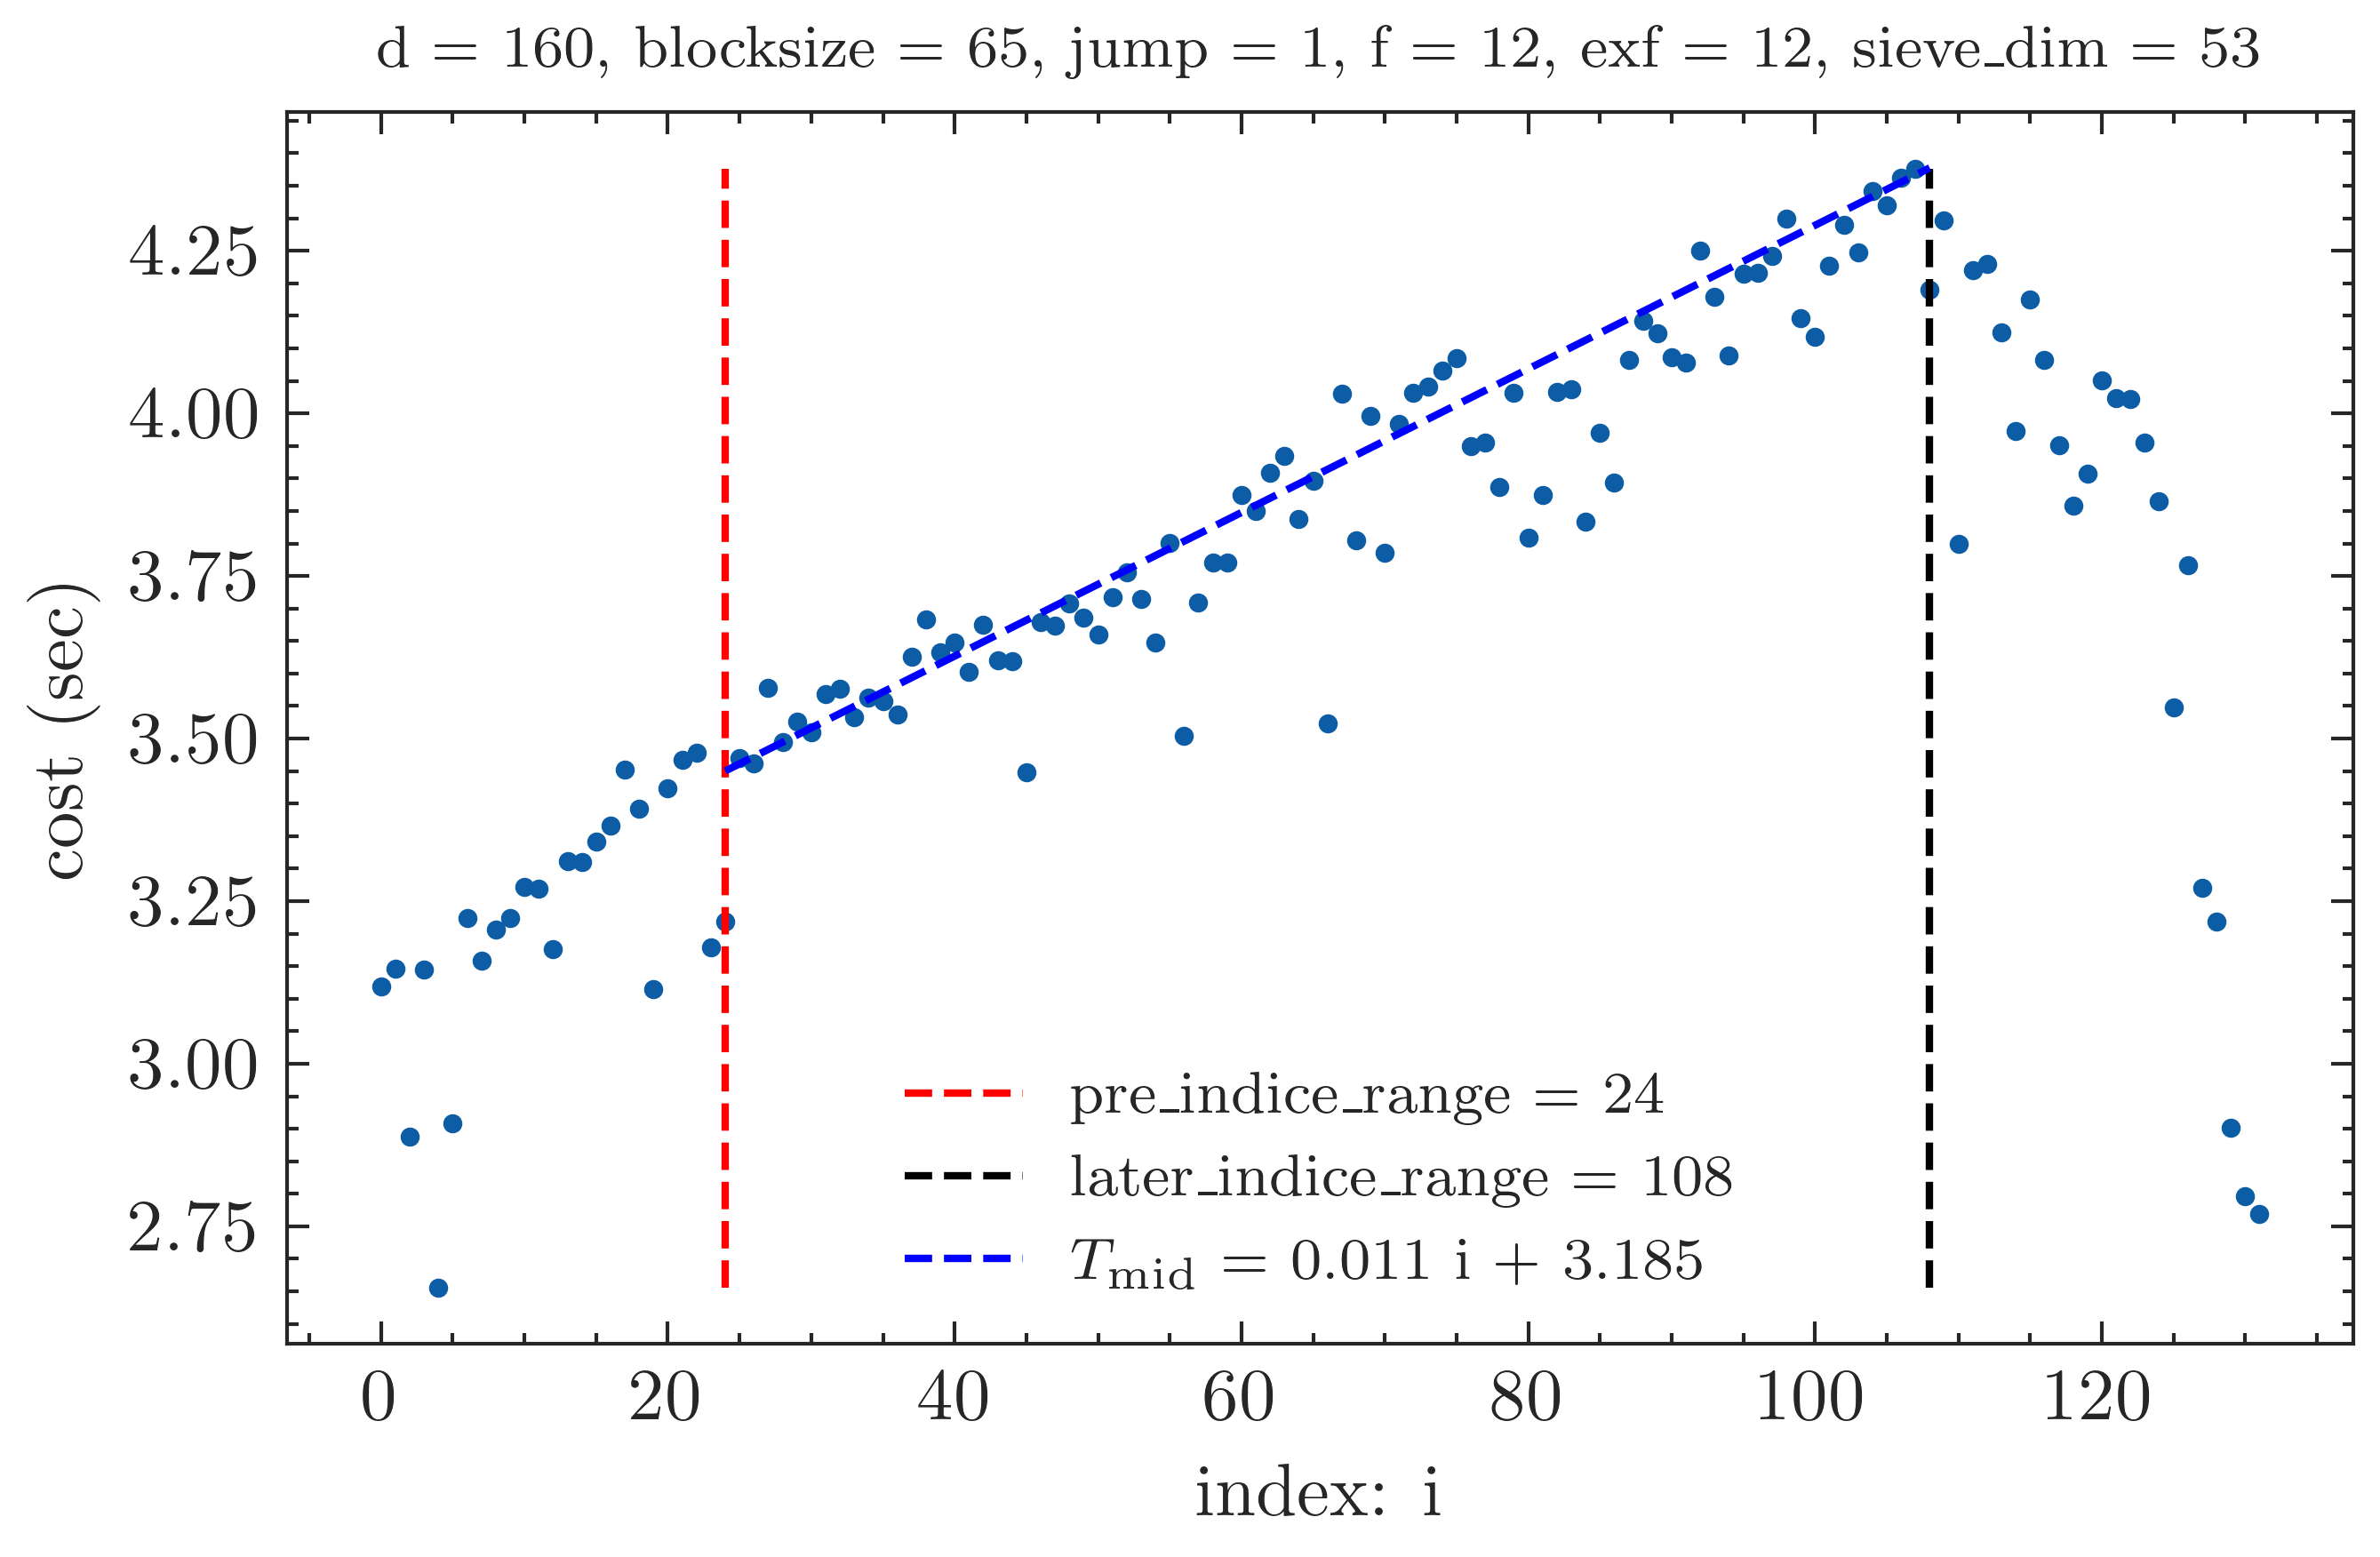 d = 160, blocksize = 65, jump = 1, f = 12, exf = 12, sieve_dim = 53
cost (sec)
4.25
4.00
3.75
3.50
3.25
3.00
2.75
pre_indice_range = 24
later_indice_range = 108
T_mid = 0.011 i + 3.185
0 20 40 60 80 100 120
index: i